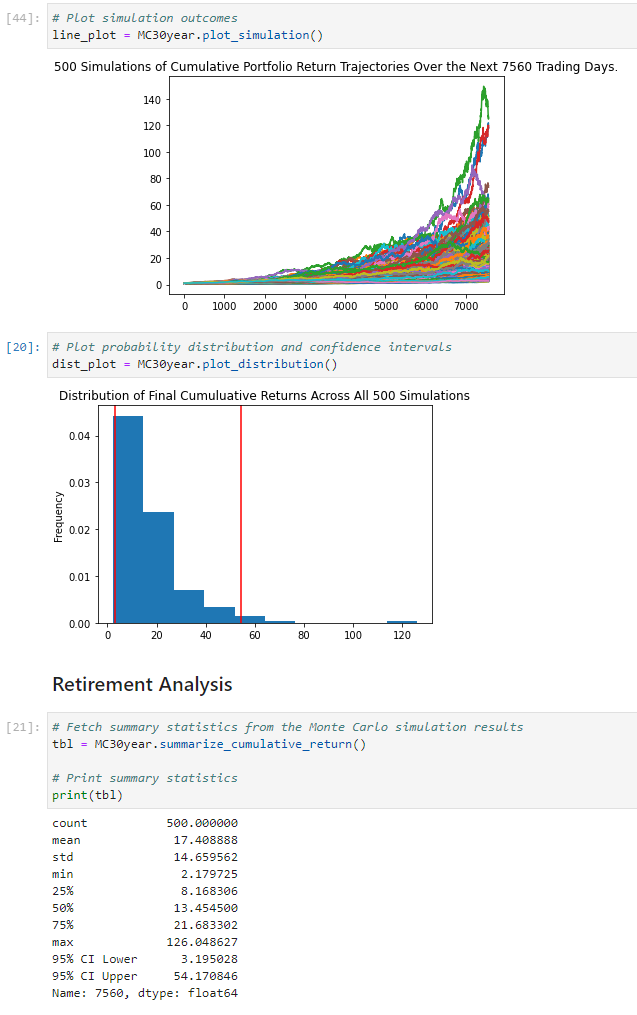 [44]: # Plot simulation outcomes
line_plot = MC30year.plot_simulation()
500 Simulations of Cumulative Portfolio Return Trajectories Over the Next 7560 Trading Days.
140
120
100
80
60
40
20
0
0 1000 2000 3000 4000 5000 6000 7000
[20]: # Plot probability distribution and confidence intervals
dist_plot = MC30year.plot_distribution()
Distribution of Final Cumuluative Returns Across All 500 Simulations
Frequency
0.04
0.03
0.02
0.01
0.00
0 20 40 60 80 100 120
Retirement Analysis
[21]: # Fetch summary statistics from the Monte Carlo simulation results
tbl = MC30year.summarize_cumulative_return()
# Print summary statistics
print(tbl)
count 500.000000
mean 17.408888
std 14.659562
min 2.179725
25% 8.168306
50% 13.454500
75% 21.683302
max 126.048627
95% CI Lower 3.195028
95% CI Upper 54.170846
Name: 7560, dtype: float64